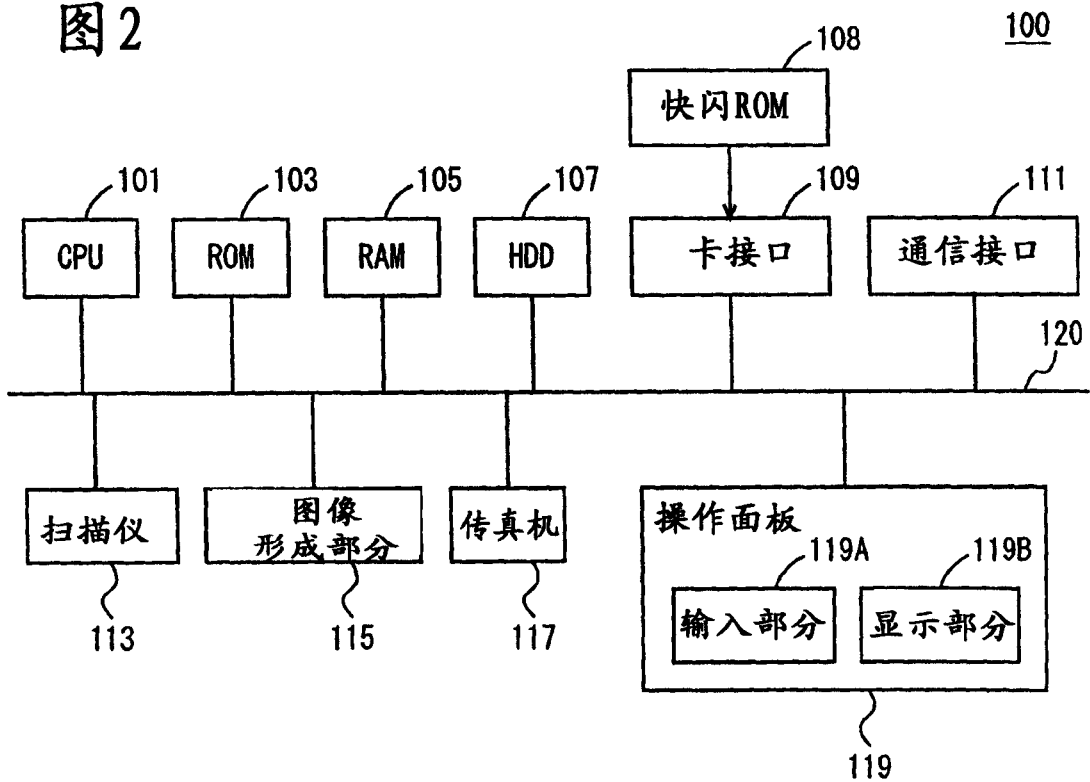 图2
100
108
快闪ROM
101
103
105
107
109
111
CPU
ROM
RAM
HDD
卡接口
通信接口
120
扫描仪
图像
形成部分
传真机
操作面板
119A
119B
输入部分
显示部分
113
115
117
119